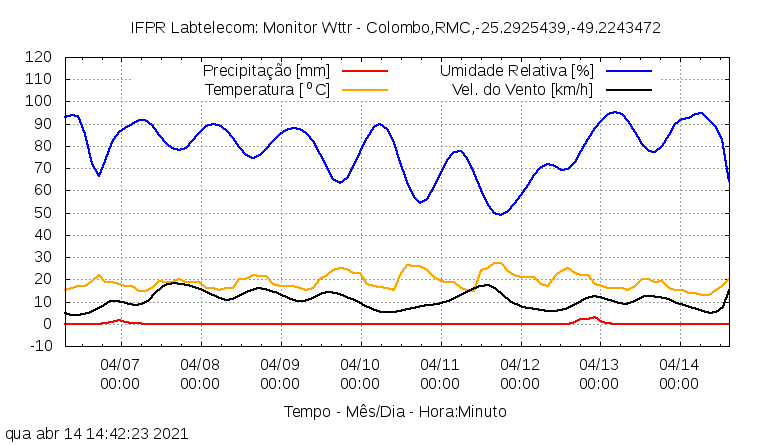 IFPR Labtelecom: Monitor Wttr - Colombo,RMC,-25.2925439,-49.2243472
120
110
100
90
80
70
60
50
40
30
20
10
0
-10
Precipitação [mm]
Temperatura [ºC]
Umidade Relativa [%]
Vel. do Vento [km/h]
04/07 04/08 04/09 04/10 04/11 04/12 04/13 04/14
00:00 00:00 00:00 00:00 00:00 00:00 00:00 00:00
Tempo - Mês/Dia - Hora:Minuto
qua abr 14 14:42:23 2021